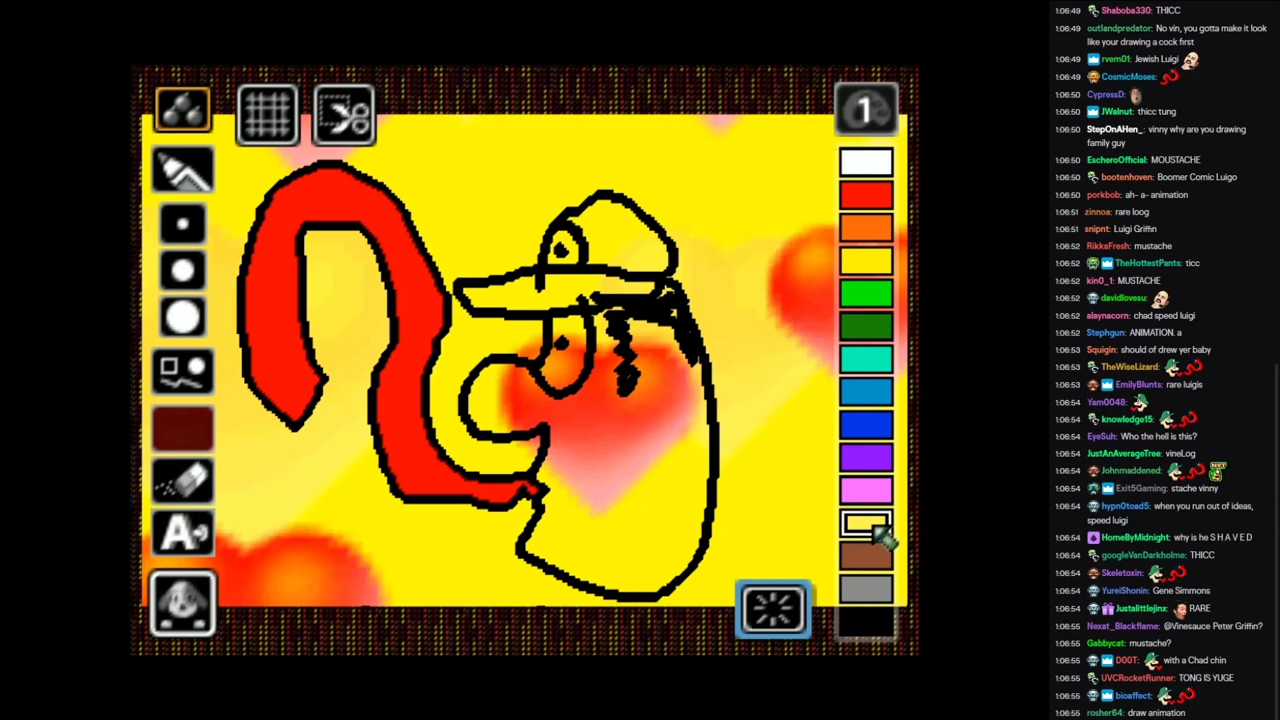 1
A
1:06:49 Shaboba330: THICC
1:06:49 outlandpredator: No vin, you gotta make it look
like your drawing a cock first
1:06:49 rvem01: Jewish Luigi
1:06:49 CosmicMoses:
1:06:50 CypressD:
1:06:50 JWalnut: thicc tung
1:06:50 StepOnAHen_: vinny why are you drawing
family guy
1:06:50 EscheroOfficial: MOUSTACHE
1:06:50 bootenhoven: Boomer Comic Luigo
1:06:50 porkbob: ah- a- animation
1:06:51 zinnoa: rare loog
1:06:51 snipnt: Luigi Griffin
1:06:52 RikkaFresh: mustache
1:06:52 TheHottestPants: ticc
1:06:52 kin0_1: MUSTACHE
1:06:52 davidlovesu:
1:06:52 alaynacorn: chad speed luigi
1:06:52 Stephgun: ANIMATION. a
1:06:53 Squigin: should of drew yer baby
1:06:53 TheWiseLizard:
1:06:53 EmilyBlunts: rare luigis
1:06:54 Yam0048:
1:06:54 knowledge15:
1:06:54 EyeSuh: Who the hell is this?
1:06:54 JustAnAverageTree: vineLog
1:06:54 Johnmaddened:
1:06:54 Exit5Gaming: stache vinny
1:06:54 hypn0toad5: when you run out of ideas,
speed luigi
1:06:54 HomeByMidnight: why is he S H A V E D
1:06:54 googleVanDarkholme: THICC
1:06:54 Skeletoxin:
1:06:54 YureiShonin: Gene Simmons
1:06:54 Justalittlejinx: RARE
1:06:55 Nexat_Blackflame: @Vinesauce Peter Griffin?
1:06:55 Gabbycat: mustache?
1:06:55 D00T: with a Chad chin
1:06:55 UVCRocketRunner: TONG IS YUGE
1:06:55 bioaffect:
1:06:55 rosher64: draw animation